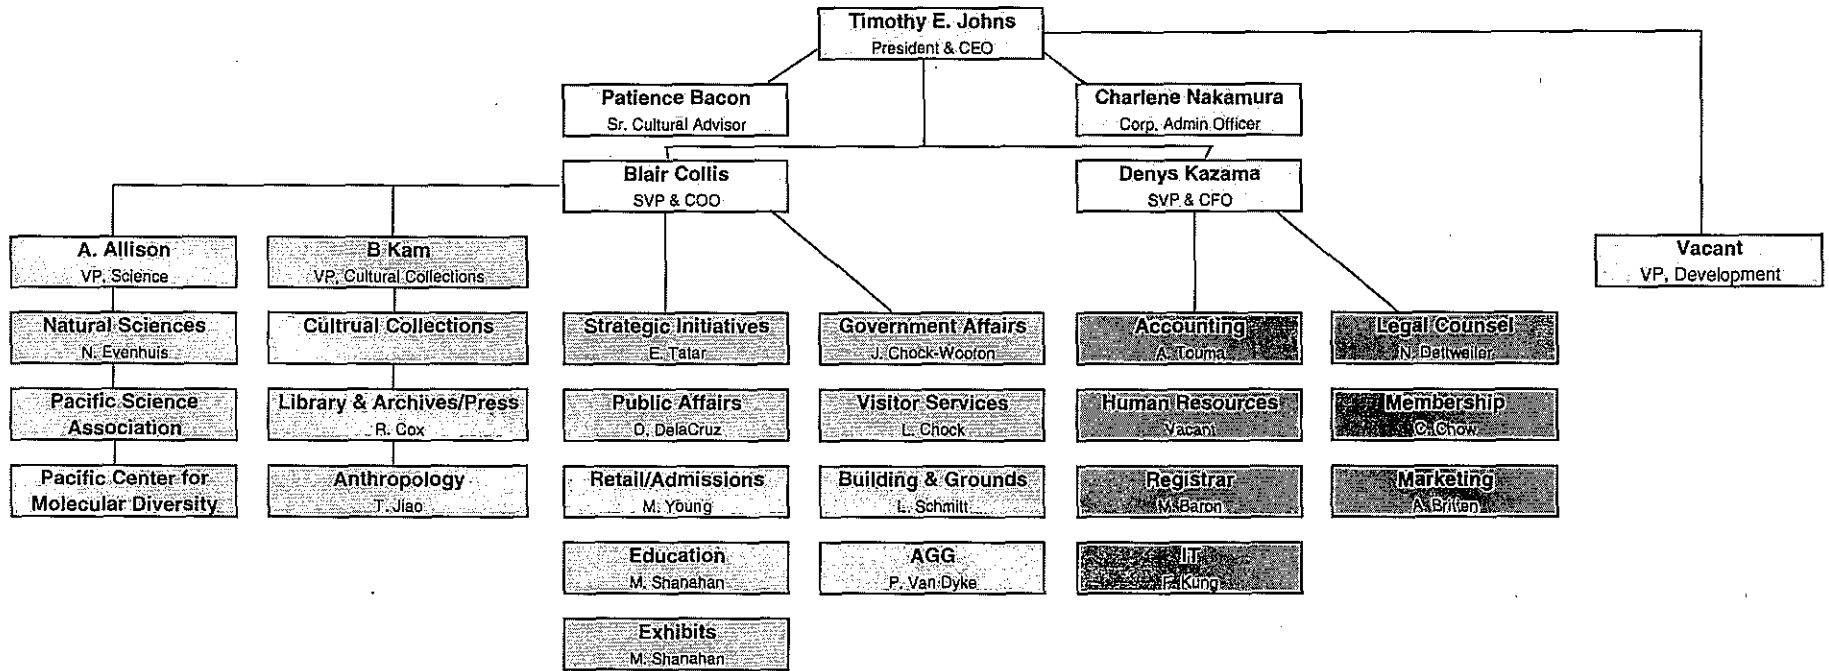 Timothy E. Johns
President & CEO
Patience Bacon
Sr. Cultural Advisor
Charlene Nakamura
Corp. Admin Officer
Blair Collis
SVP & COO
Denys Kazama
SVP & CFO
A. Allison
VP, Science
B Kam
VP, Cultural Collections
Vacant
VP, Development
Natural Sciences
N. Evenhuis
Cultrual Collections
Strategic Initiatives
E. Tatar
Government Affairs
J. Chock-Wooton
Accounting
A. Touma
Legal Counsel
N. Dettweiler
Pacific Science
Association
Library & Archives/Press
R. Cox
Public Affairs
D. DelaCruz
Visitor Services
L. Chock
Human Resources
Vacant
Membership
C. Chow
Pacific Center for
Molecular Diversity
Anthropology
T. Jiao
Retail/Admissions
M. Young
Building & Grounds
L. Schmitt
Registrar
M. Baron
Marketing
A. Britten
Education
M. Shanahan
AGG
P. Van Dyke
IT
F. Kung
Exhibits
M. Shanahan